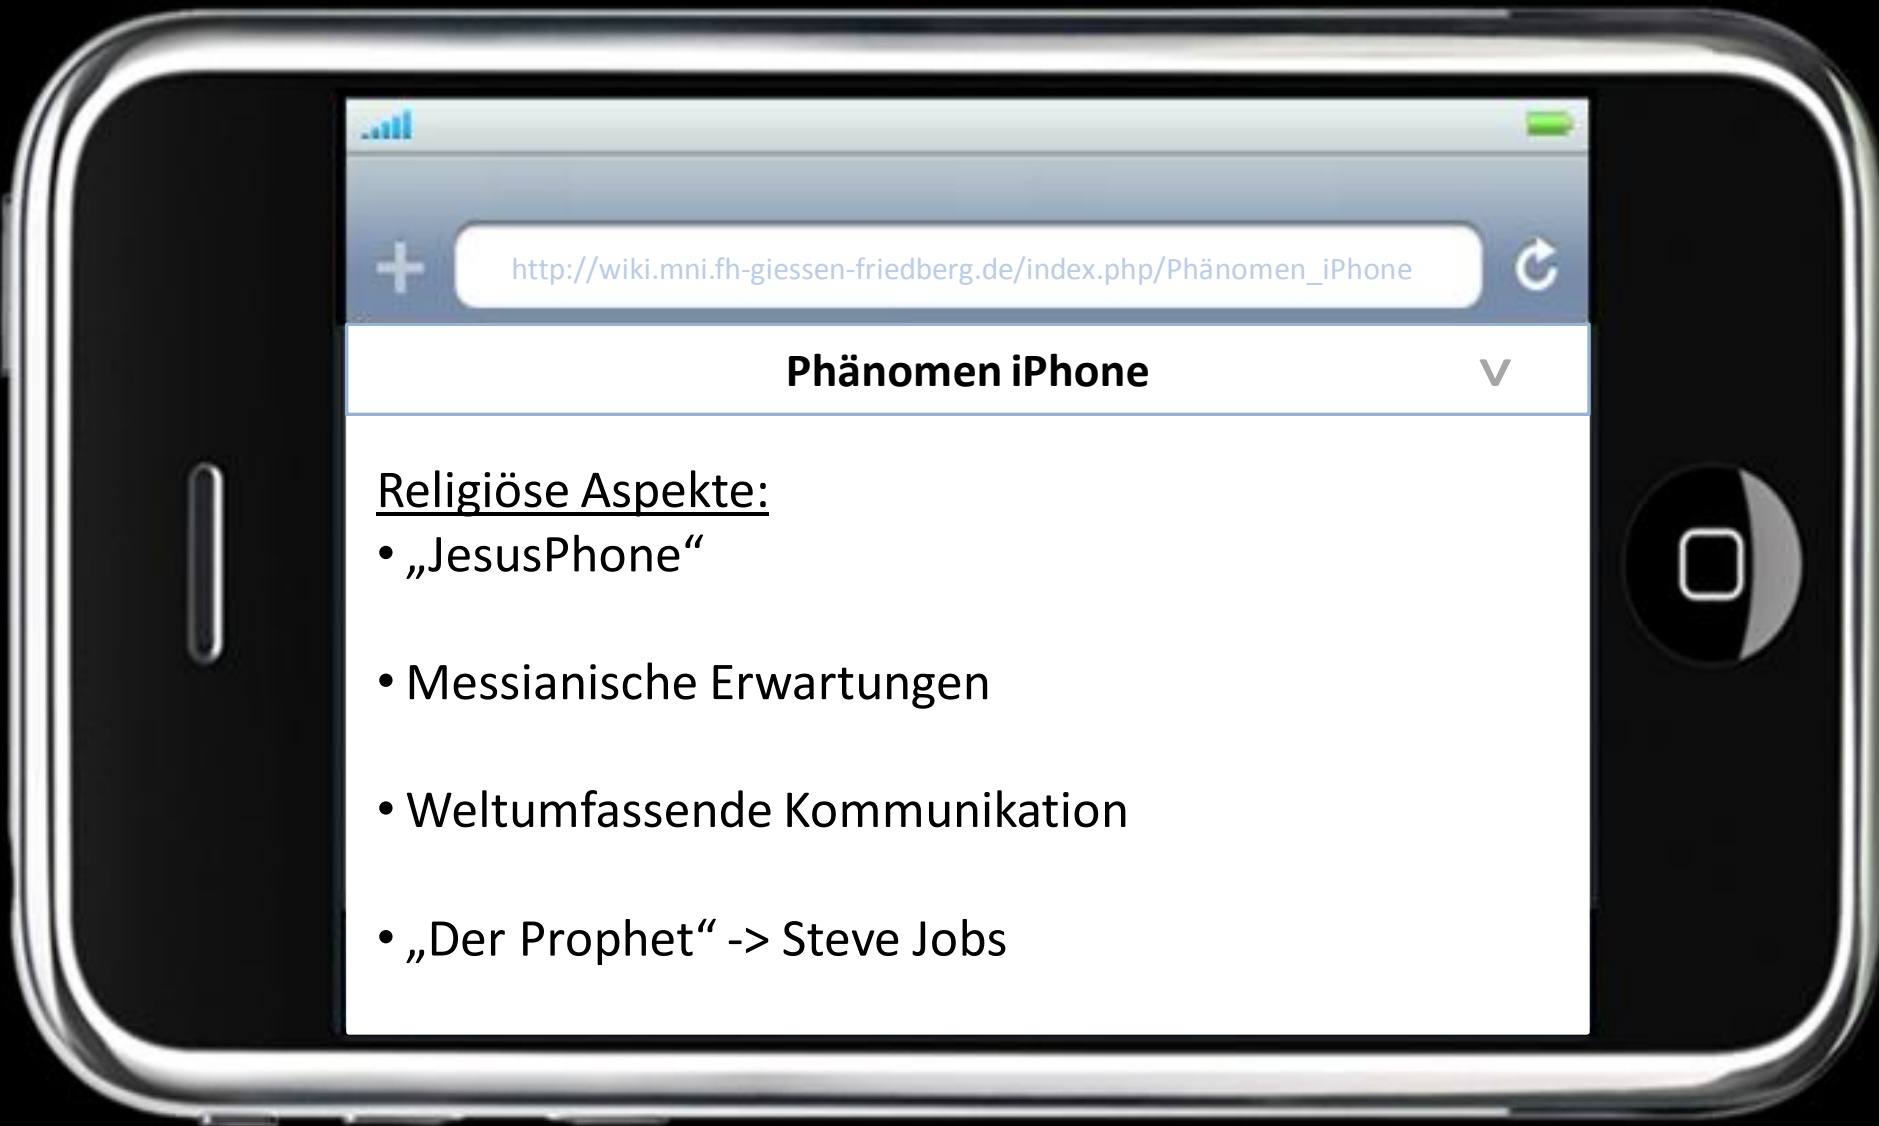 http://wiki.mni.fh-giessen-friedberg.de/index.php/Phänomen_iPhone
Phänomen iPhone v
Religiöse Aspekte:
• „JesusPhone“
• Messianische Erwartungen
• Weltumfassende Kommunikation
• „Der Prophet“ -> Steve Jobs